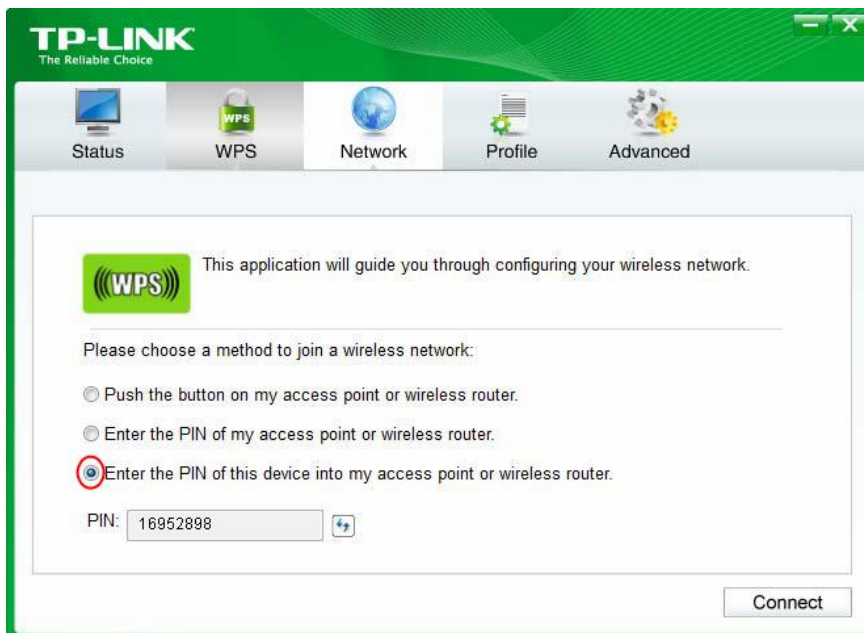 TP-LINK
The Reliable Choice
Status WPS Network Profile Advanced
WPS
This application will guide you through configuring your wireless network.
(((WPS)))
Please choose a method to join a wireless network:
Push the button on my access point or wireless router.
Enter the PIN of my access point or wireless router.
Enter the PIN of this device into my access point or wireless router.
PIN: 16952898
Connect